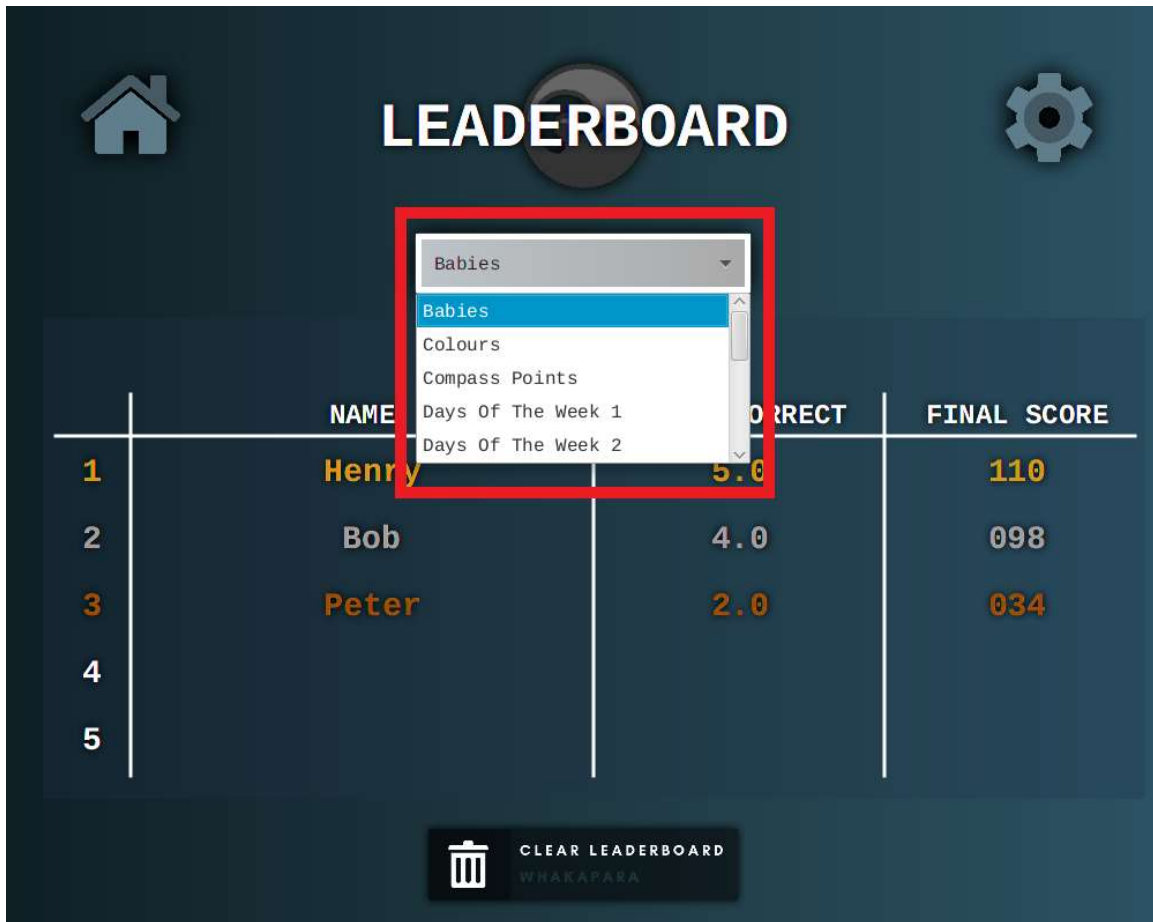 LEADERBOARD
Babies
Babies
Colours
Compass Points
Days Of The Week 1
Days Of The Week 2
NAME ORRECT FINAL SCORE
1 Henry 5.0 110
2 Bob 4.0 098
3 Peter 2.0 034
4
5
CLEAR LEADERBOARD
WHAKAPARA